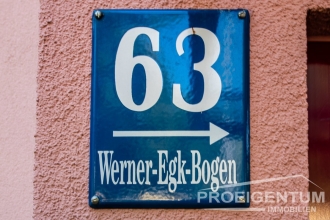 63
Werner-Egk-Bogen
PROEIGENTUM
IMMOBILIEN